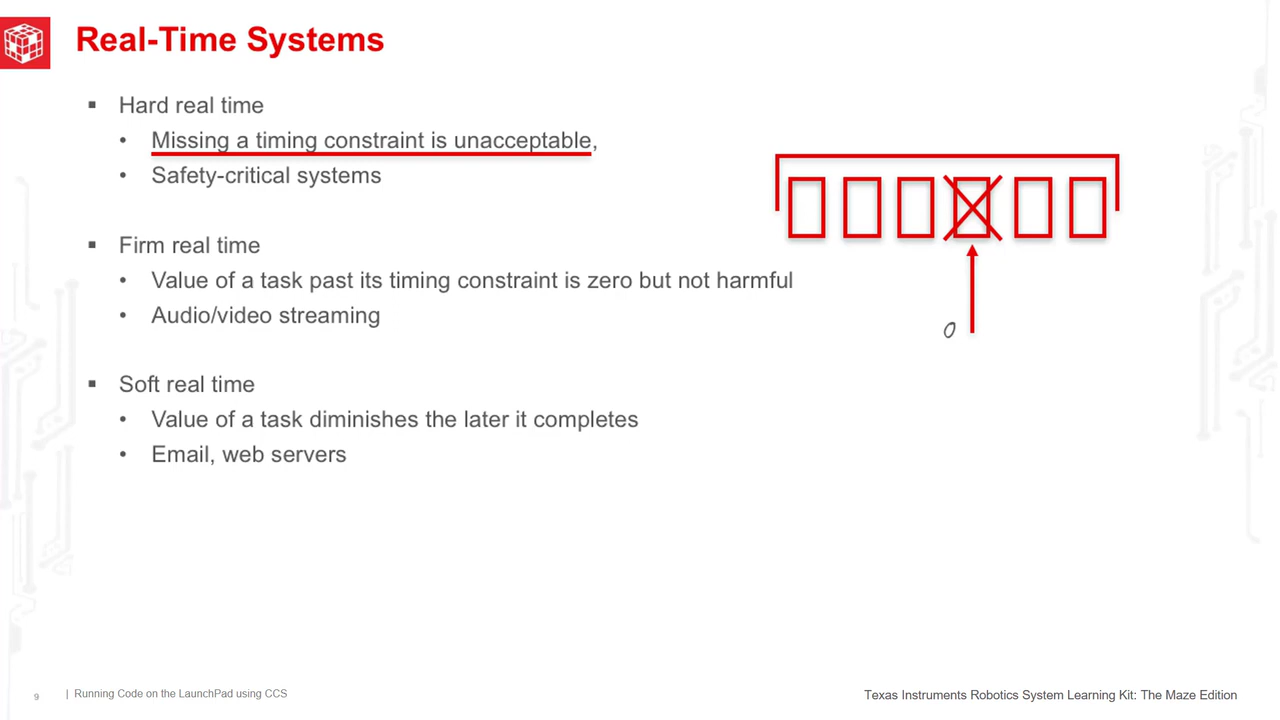 Real-Time Systems
▪ Hard real time
• Missing a timing constraint is unacceptable,
• Safety-critical systems
▪ Firm real time
• Value of a task past its timing constraint is zero but not harmful
• Audio/video streaming
0
▪ Soft real time
• Value of a task diminishes the later it completes
• Email, web servers
9 | Running Code on the LaunchPad using CCS
Texas Instruments Robotics System Learning Kit: The Maze Edition